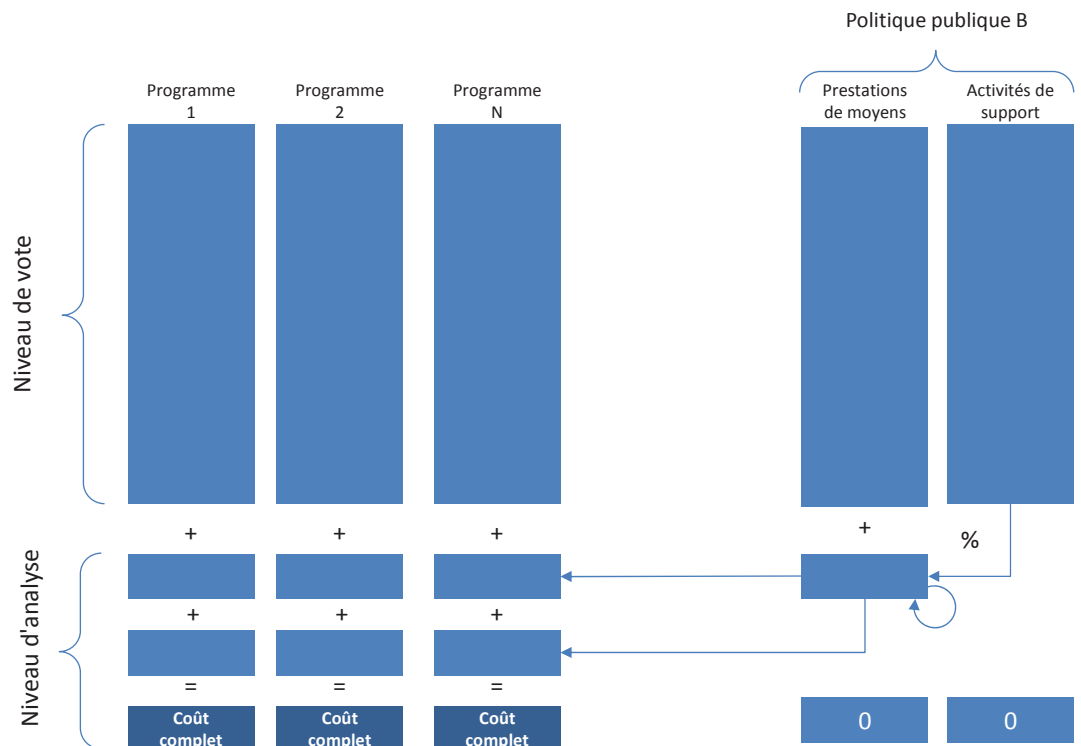 Politique publique B
Programme
1
Programme
2
Programme
N
Prestations
de moyens
Activités de
support
Niveau de vote
+
+
+
+
%
Niveau d'analyse
+
+
+
=
=
=
Coût
complet
Coût
complet
Coût
complet
0
0